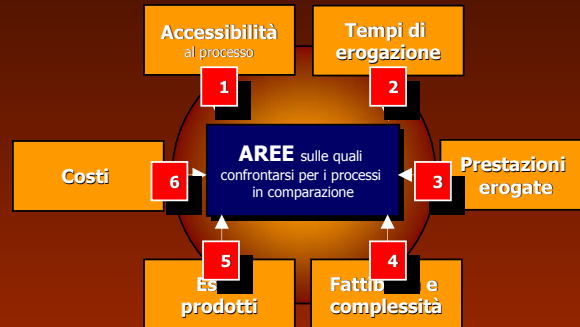 Accessibilità
al processo
1
Tempi di
erogazione
2
AREE sulle quali
confrontarsi per i processi
in comparazione
Prestazioni
erogate
3
4
e
complessità
5
prodotti
Costi
6